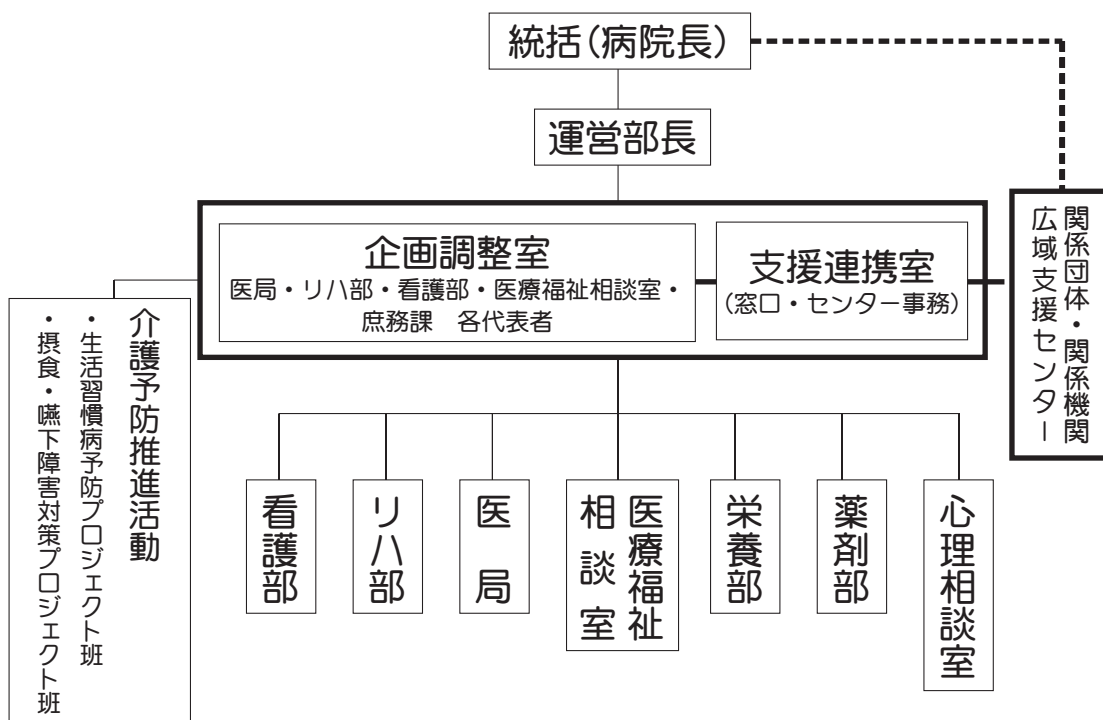 統括(病院長)
運営部長
企画調整室
医局・リハ部・看護部・医療福祉相談室・
庶務課　各代表者
支援連携室
(窓口・センター事務)
関係団体・関係機関
広域支援センター
介護予防推進活動
・生活習慣病予防プロジェクト班
・摂食・嚥下障害対策プロジェクト班
看護部
リハ部
医局
医療福祉
相談室
栄養部
薬剤部
心理相談室